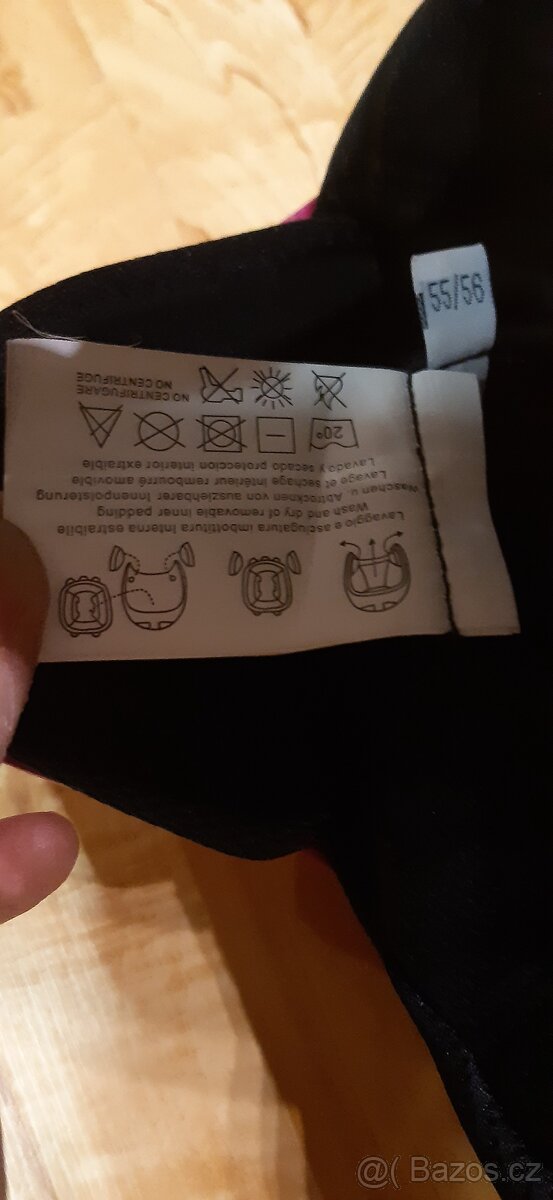 55/56
Lavaggio e asciugatura imbottitura interna estraibile
Wash and dry of removable inner padding
Waschen u. Abtrocknen von ausziehbarer Innenpolsterung
Lavage et sechage intérieur rembourré amovible
Lavado y secado proteccion interior extraible
20°
NO CENTRIFUGARE
NO CENTRIFUGE
@( Bazos.cz